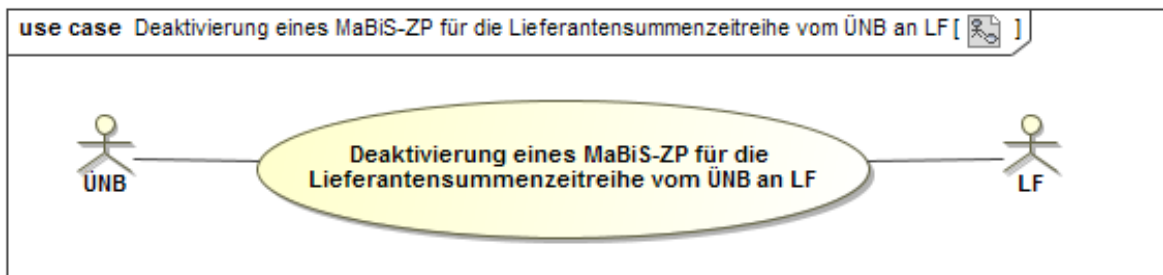 use case Deaktivierung eines MaBiS-ZP für die Lieferantensummenzeitreihe vom ÜNB an LF [ ]
Deaktivierung eines MaBiS-ZP für die
Lieferantensummenzeitreihe vom ÜNB an LF
ÜNB
LF